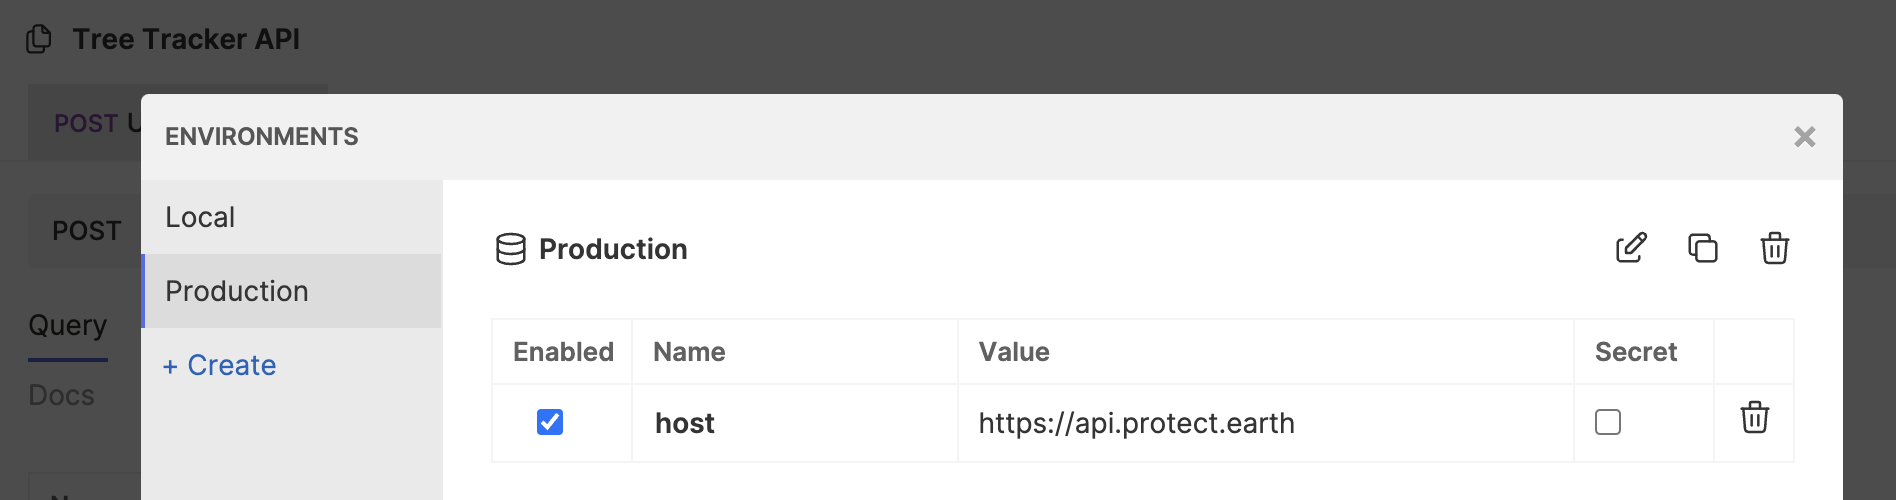 Tree Tracker API
POST U
ENVIRONMENTS
Local
POST
Production
Production
Query
Enabled Name Value Secret
+ Create
Docs
host https://api.protect.earth